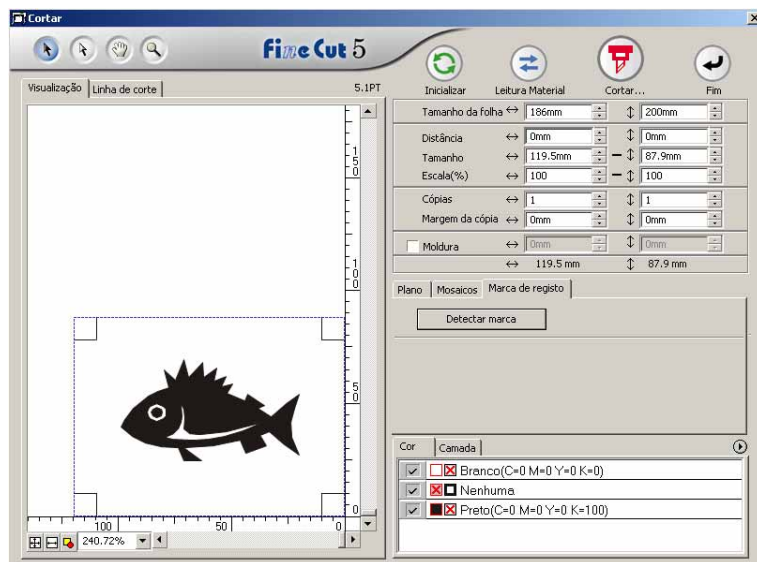 Cortar
Fine Cut 5
Inicializar
Leitura Material
Cortar...
Fim
Visualização
Linha de corte
5.1PT
Tamanho da folha
186mm
200mm
Distância
0mm
0mm
Tamanho
119.5mm
87.9mm
Escala(%)
100
100
Cópias
1
1
Margem da cópia
0mm
0mm
Moldura
0mm
0mm
119.5 mm
87.9 mm
Plano
Mosaicos
Marca de registo
Detectar marca
150
100
50
0
100
50
0
240.72%
Cor
Camada
Branco(C=0 M=0 Y=0 K=0)
Nenhuma
Preto(C=0 M=0 Y=0 K=100)